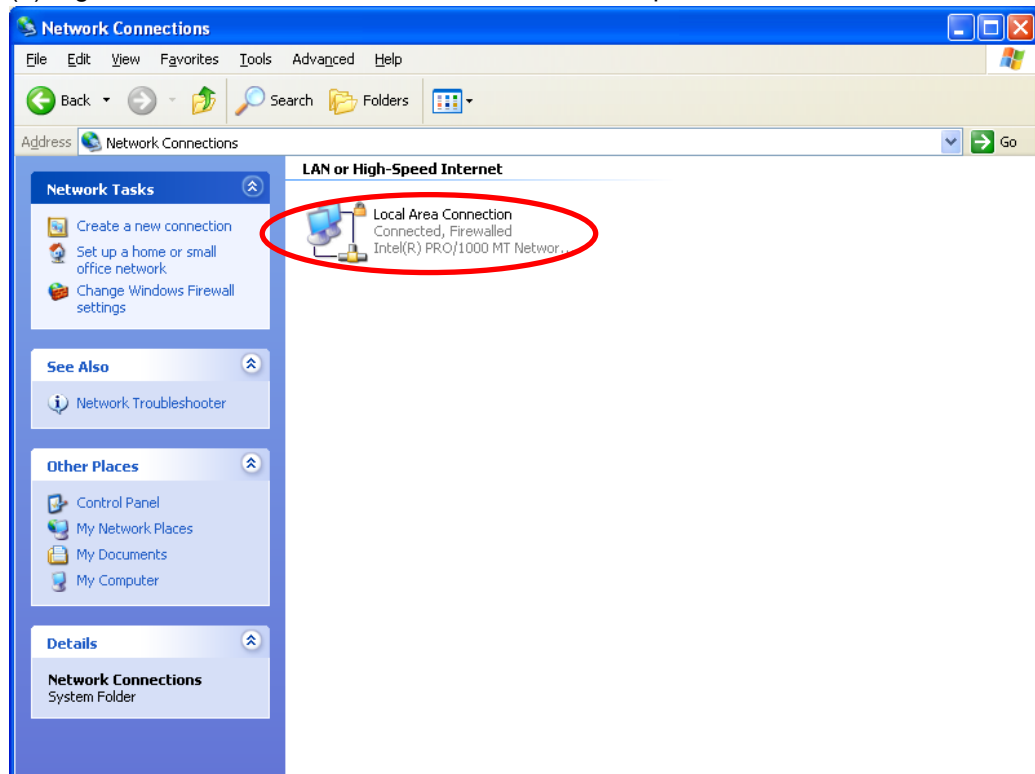 Network Connections
File Edit View Favorites Tools Advanced Help
Back Search Folders
Address Network Connections Go
Network Tasks
Create a new connection
Set up a home or small
office network
Change Windows Firewall
settings
See Also
Network Troubleshooter
Other Places
Control Panel
My Network Places
My Documents
My Computer
Details
Network Connections
System Folder
LAN or High-Speed Internet
Local Area Connection
Connected, Firewalled
Intel(R) PRO/1000 MT Networ...